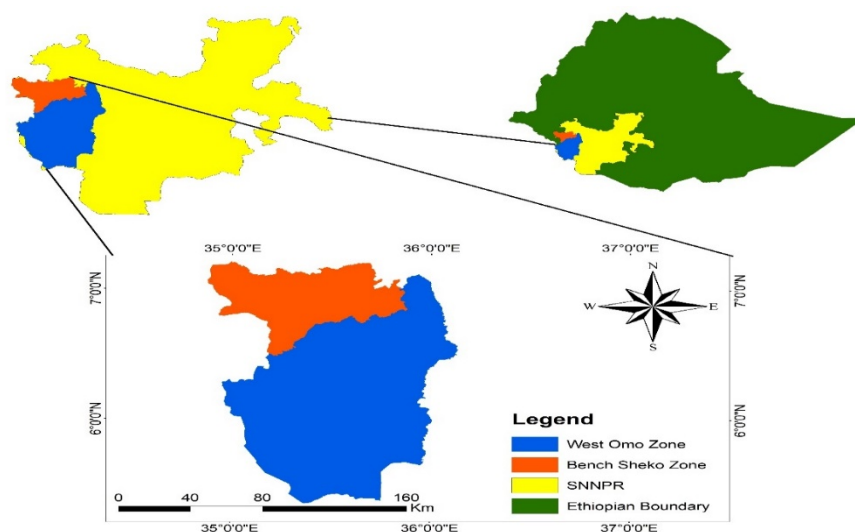 35°0'0"E 36°0'0"E 37°0'0"E
7°0'0"N 7°0'0"N
N
W E
S
6°0'0"N 6°0'0"N
Legend
West Omo Zone
Bench Sheko Zone
SNNPR
Ethiopian Boundary
0 40 80 160
Km
35°0'0"E 36°0'0"E 37°0'0"E